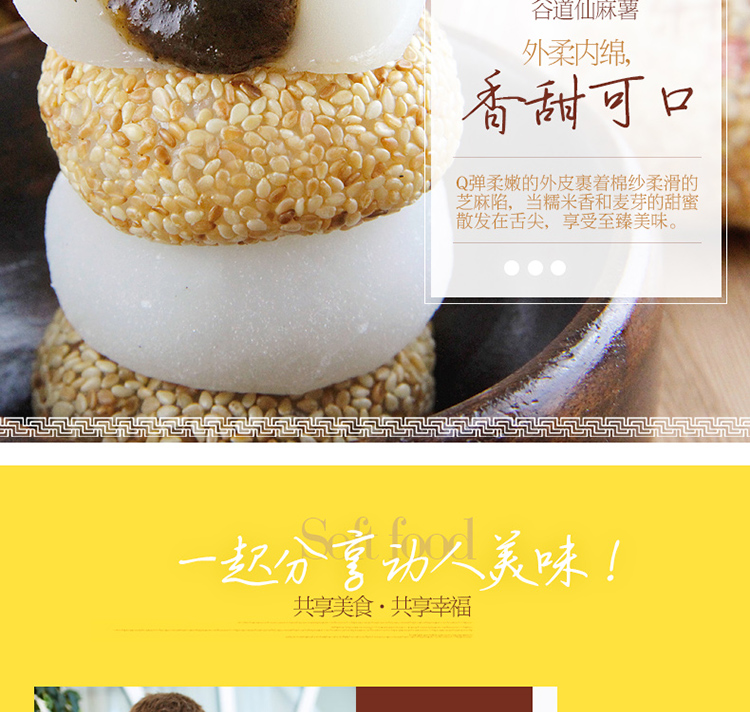 谷道仙麻薯
外柔内绵,
香甜可口
Q弹柔嫩的外皮裹着棉纱柔滑的
芝麻陷，当糯米香和麦芽的甜蜜
散发在舌尖，享受至臻美味。
Soft food
一起分享动人美味！
共享美食·共享幸福